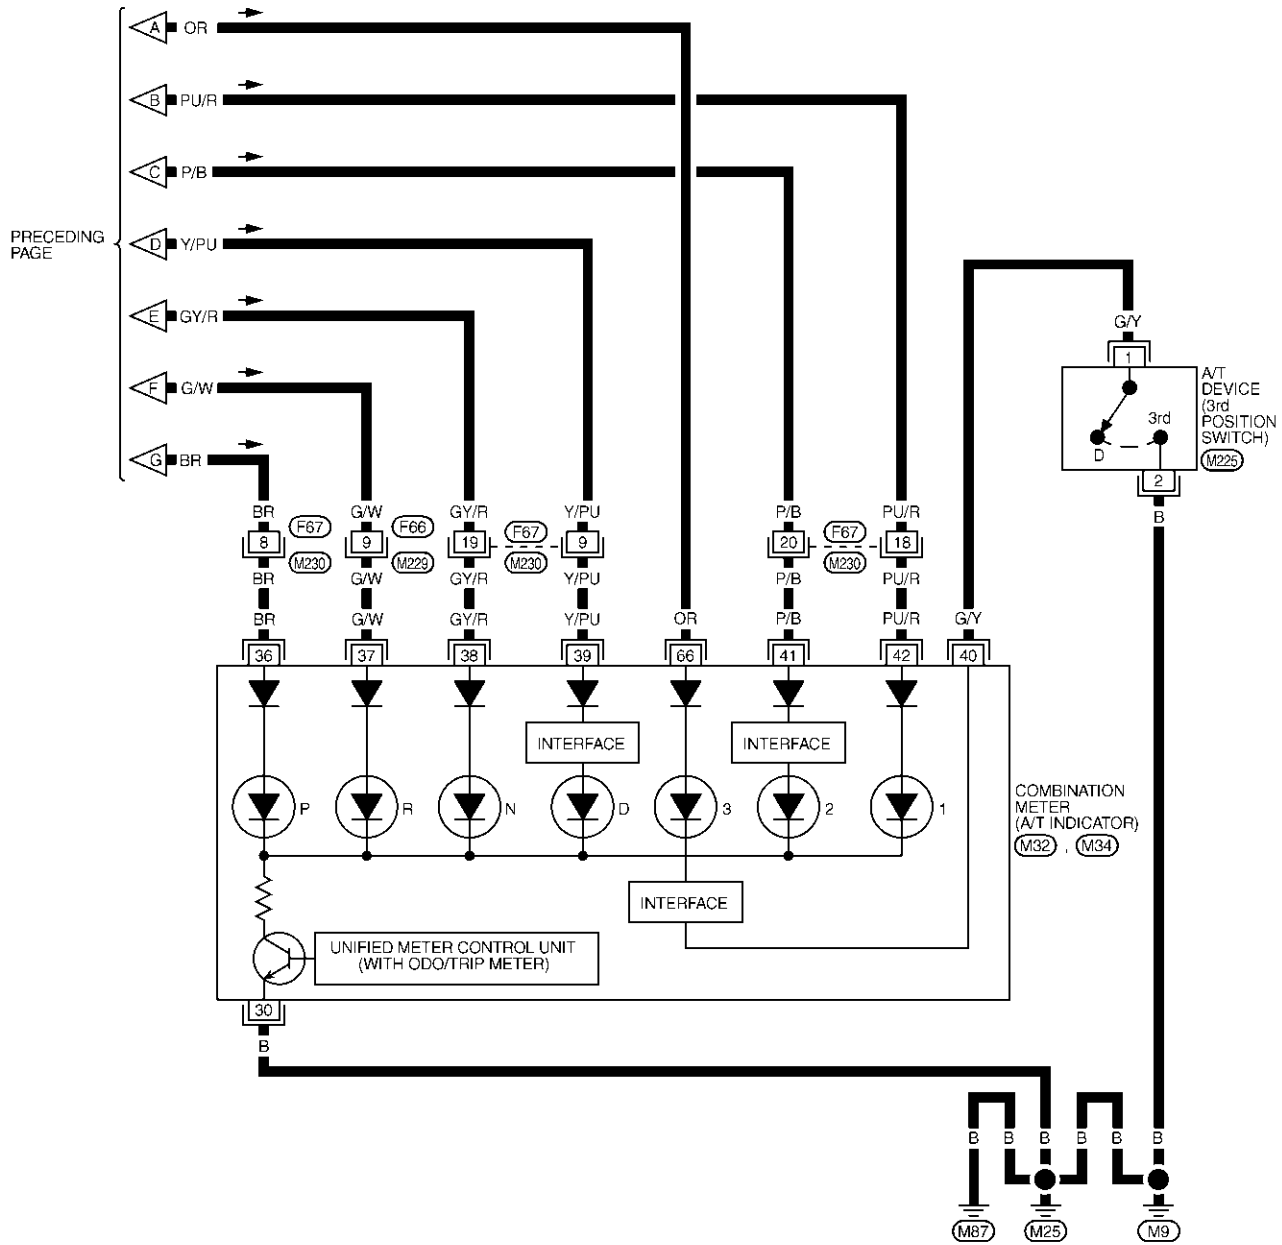 A OR
B PU/R
C P/B
PRECEDING
PAGE
D Y/PU
E GY/R
F G/W
G BR
G/Y
1
A/T
DEVICE
(3rd
POSITION
SWITCH)
M225
3rd
D
2
B
BR G/W GY/R Y/PU P/B PU/R
F67 F66 F67 F67
8 9 19 9 20 18
M230 M229 M230 M230
BR G/W GY/R Y/PU P/B PU/R
BR G/W GY/R Y/PU OR P/B PU/R G/Y
36 37 38 39 66 41 42 40
INTERFACE INTERFACE
P R N D 3 2 1
COMBINATION
METER
(A/T INDICATOR)
M32 , M34
INTERFACE
UNIFIED METER CONTROL UNIT
(WITH ODO/TRIP METER)
30
B
B B B B B B
M87 M25 M9